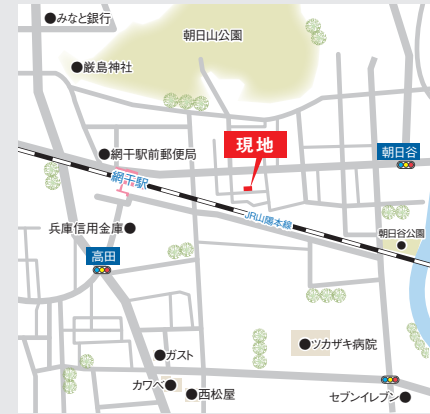 みなと銀行
朝日山公園
厳島神社
現地
網干駅前郵便局
朝日谷
網干駅
JR山陽本線
兵庫信用金庫
朝日谷公園
高田
ツカザキ病院
ガスト
カワベ
西松屋
セブンイレブン